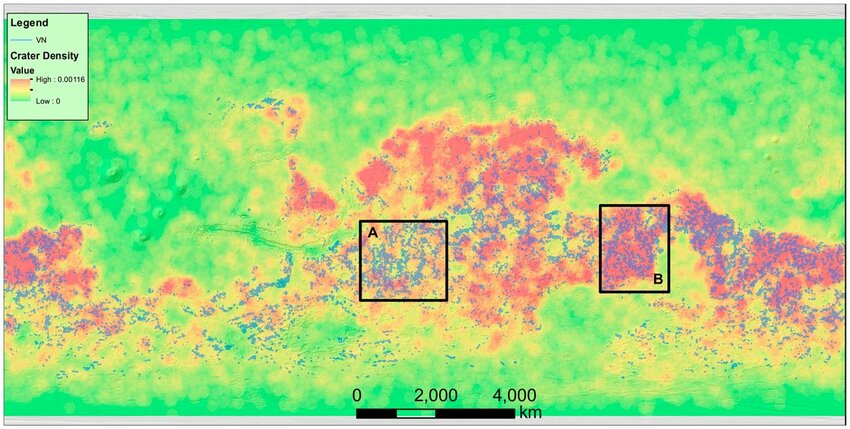 Legend
VN
Crater Density
Value
High : 0.00116
Low : 0
A
B
0 2,000 4,000
km